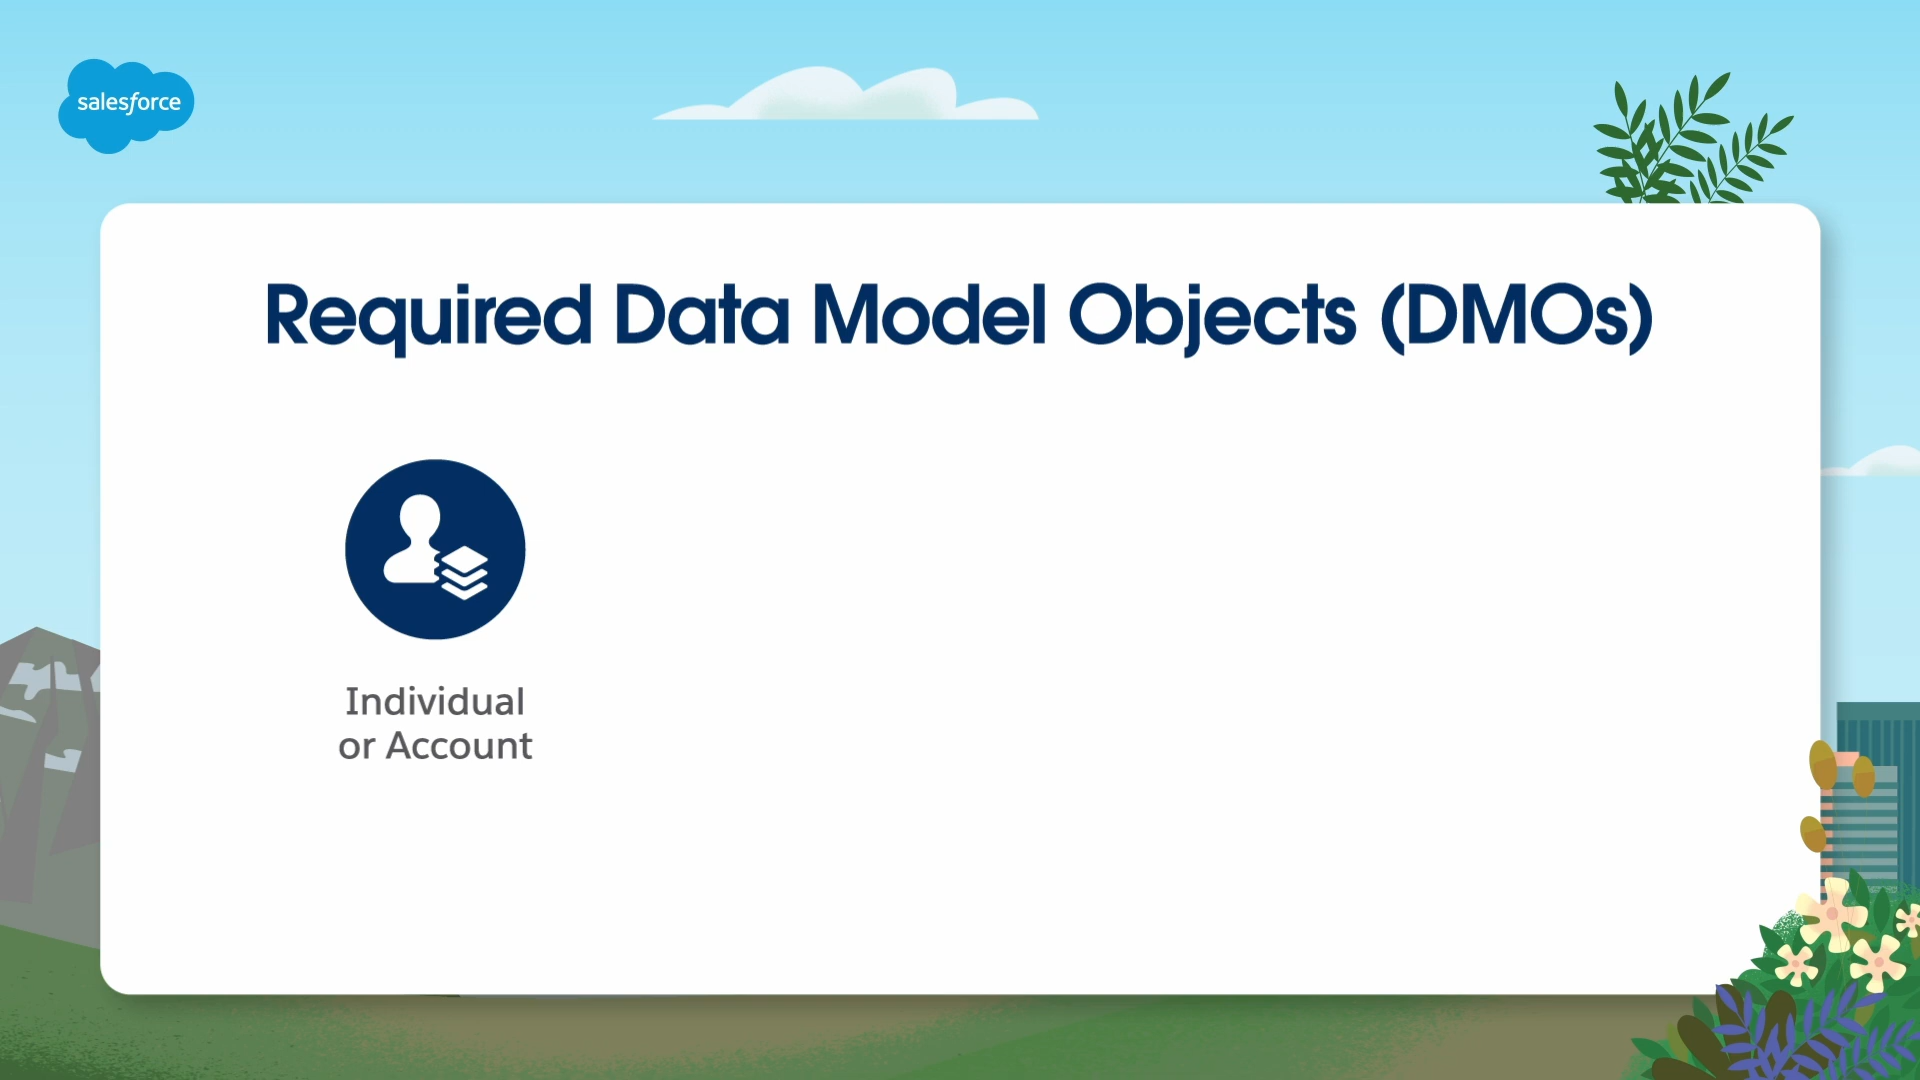 salesforce
Required Data Model Objects (DMOs)
Individual
or Account